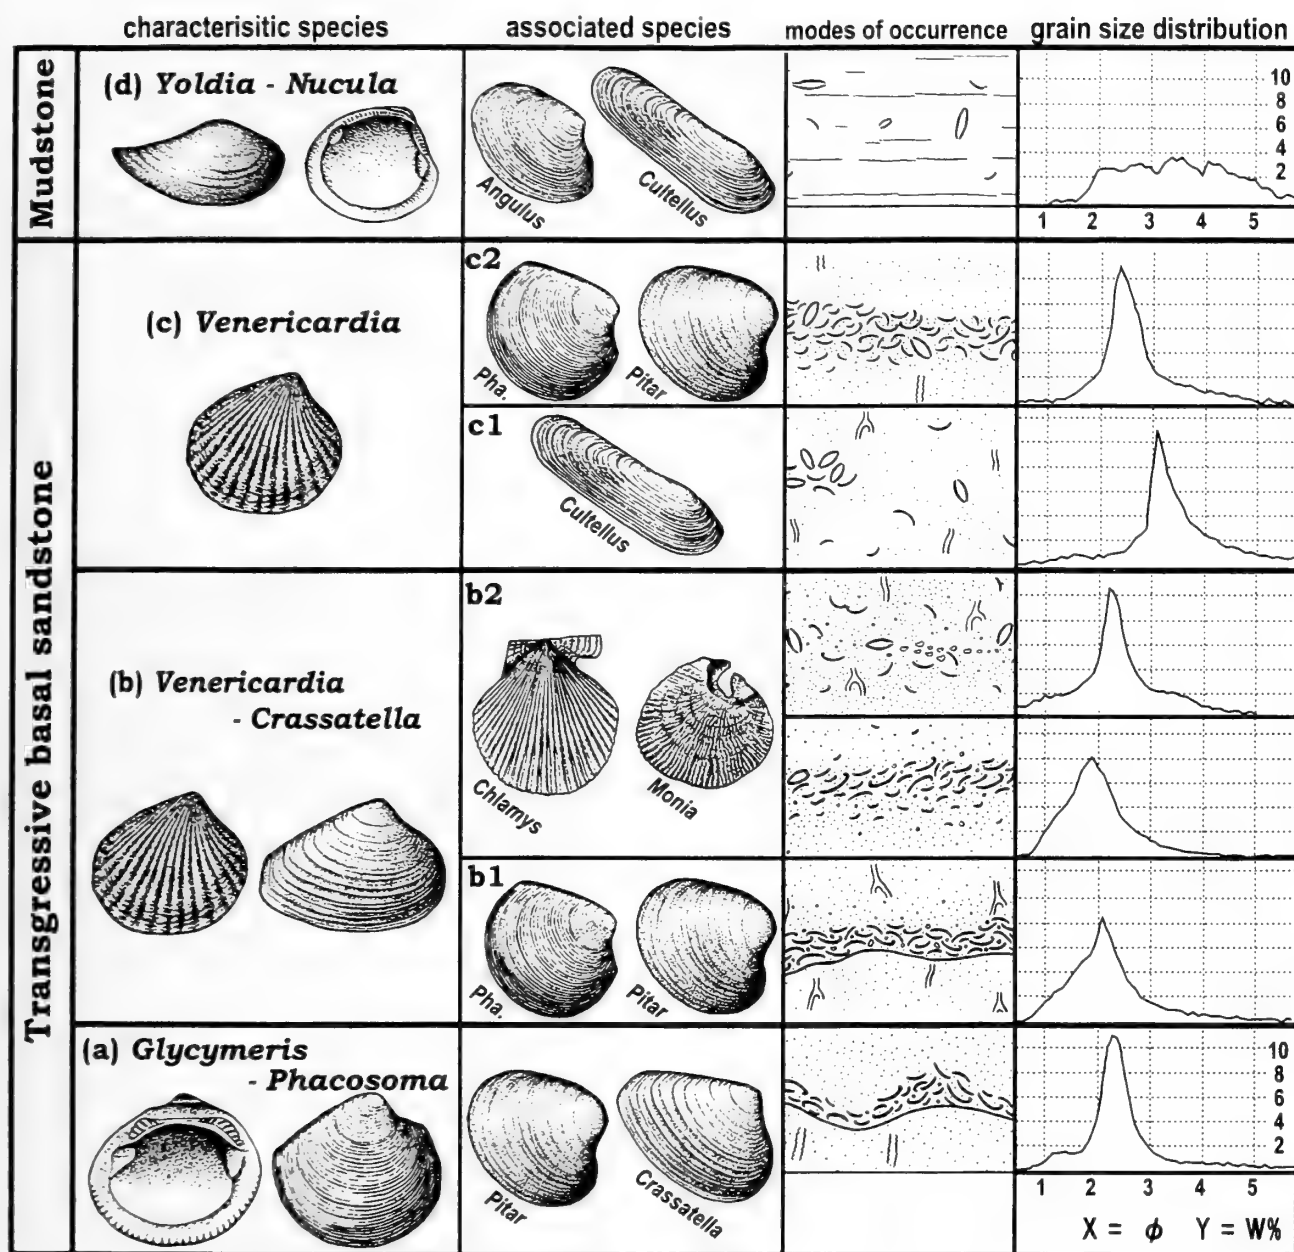 characterisitic species
associated species
modes of occurrence
grain size distribution
Mudstone
(d) Yoldia - Nucula
Angulus
Cultellus
10
8
6
4
2
1 2 3 4 5
Transgressive basal sandstone
(c) Venericardia
c2
Pha.
Pitar
c1
Cultellus
(b) Venericardia
- Crassatella
b2
Chlamys
Monia
b1
Pha.
Pitar
(a) Glycymeris
- Phacosoma
Pitar
Crassatella
10
8
6
4
2
1 2 3 4 5
X = ϕ Y = W%